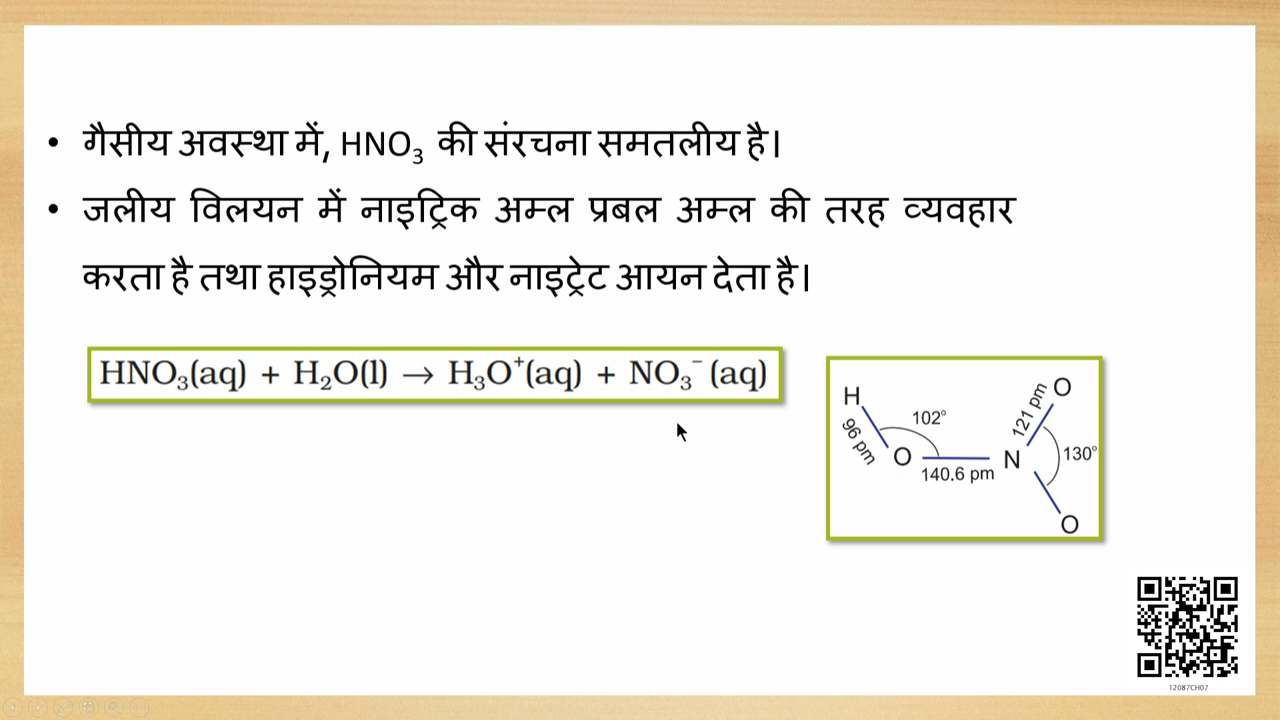 • गैसीय अवस्था में, HNO₃ की संरचना समतलीय है।
• जलीय विलयन में नाइट्रिक अम्ल प्रबल अम्ल की तरह व्यवहार
करता है तथा हाइड्रोनियम और नाइट्रेट आयन देता है।
HNO₃(aq) + H₂O(l) → H₃O⁺(aq) + NO₃⁻ (aq)
H
96 pm
102°
O
140.6 pm
N
121 pm
O
130°
O
12087CH07